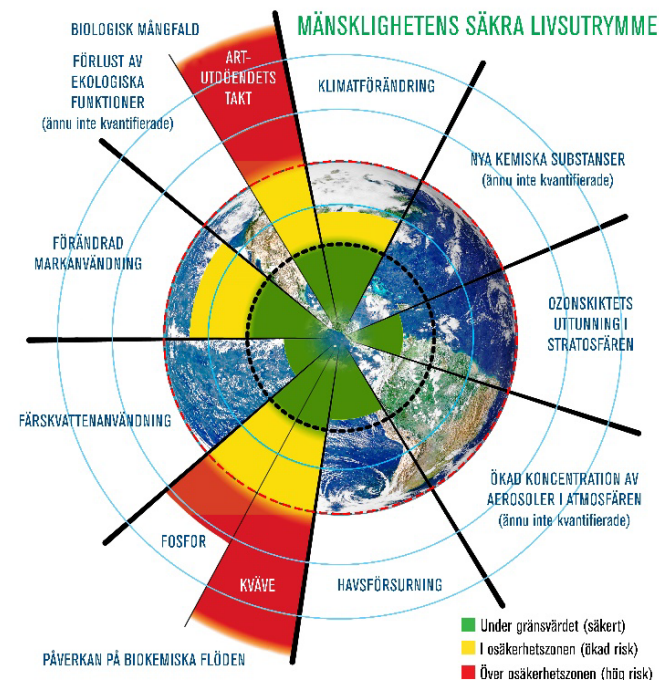 MÄNSKLIGHETENS SÄKRA LIVSUTRYMME
BIOLOGISK MÅNGFALD
FÖRLUST AV
EKOLOGISKA
FUNKTIONER
(ännu inte kvantifierade)
ART-
UTDÖENDETS
TAKT
KLIMATFÖRÄNDRING
NYA KEMISKA SUBSTANSER
(ännu inte kvantifierade)
FÖRÄNDRAD
MARKANVÄNDNING
OZONSKIKTETS
UTTUNNING I
STRATOSFÄREN
FÄRSKVATTENANVÄNDNING
ÖKAD KONCENTRATION AV
AEROSOLER I ATMOSFÄREN
(ännu inte kvantifierade)
FOSFOR
KVÄVE
HAVSFÖRSURNING
PÅVERKAN PÅ BIOKEMISKA FLÖDEN
Under gränsvärdet (säkert)
I osäkerhetszonen (ökad risk)
Över osäkerhetszonen (hög risk)